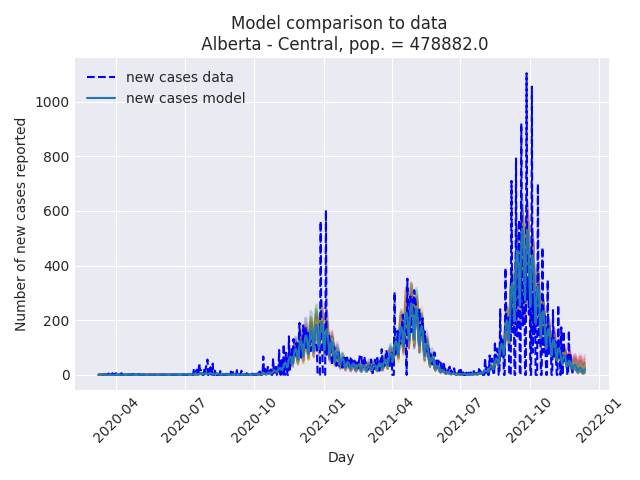 Model comparison to data
Alberta - Central, pop. = 478882.0
new cases data
new cases model
Number of new cases reported
1000
800
600
400
200
0
2020-04
2020-07
2020-10
2021-01
2021-04
2021-07
2021-10
2022-01
Day